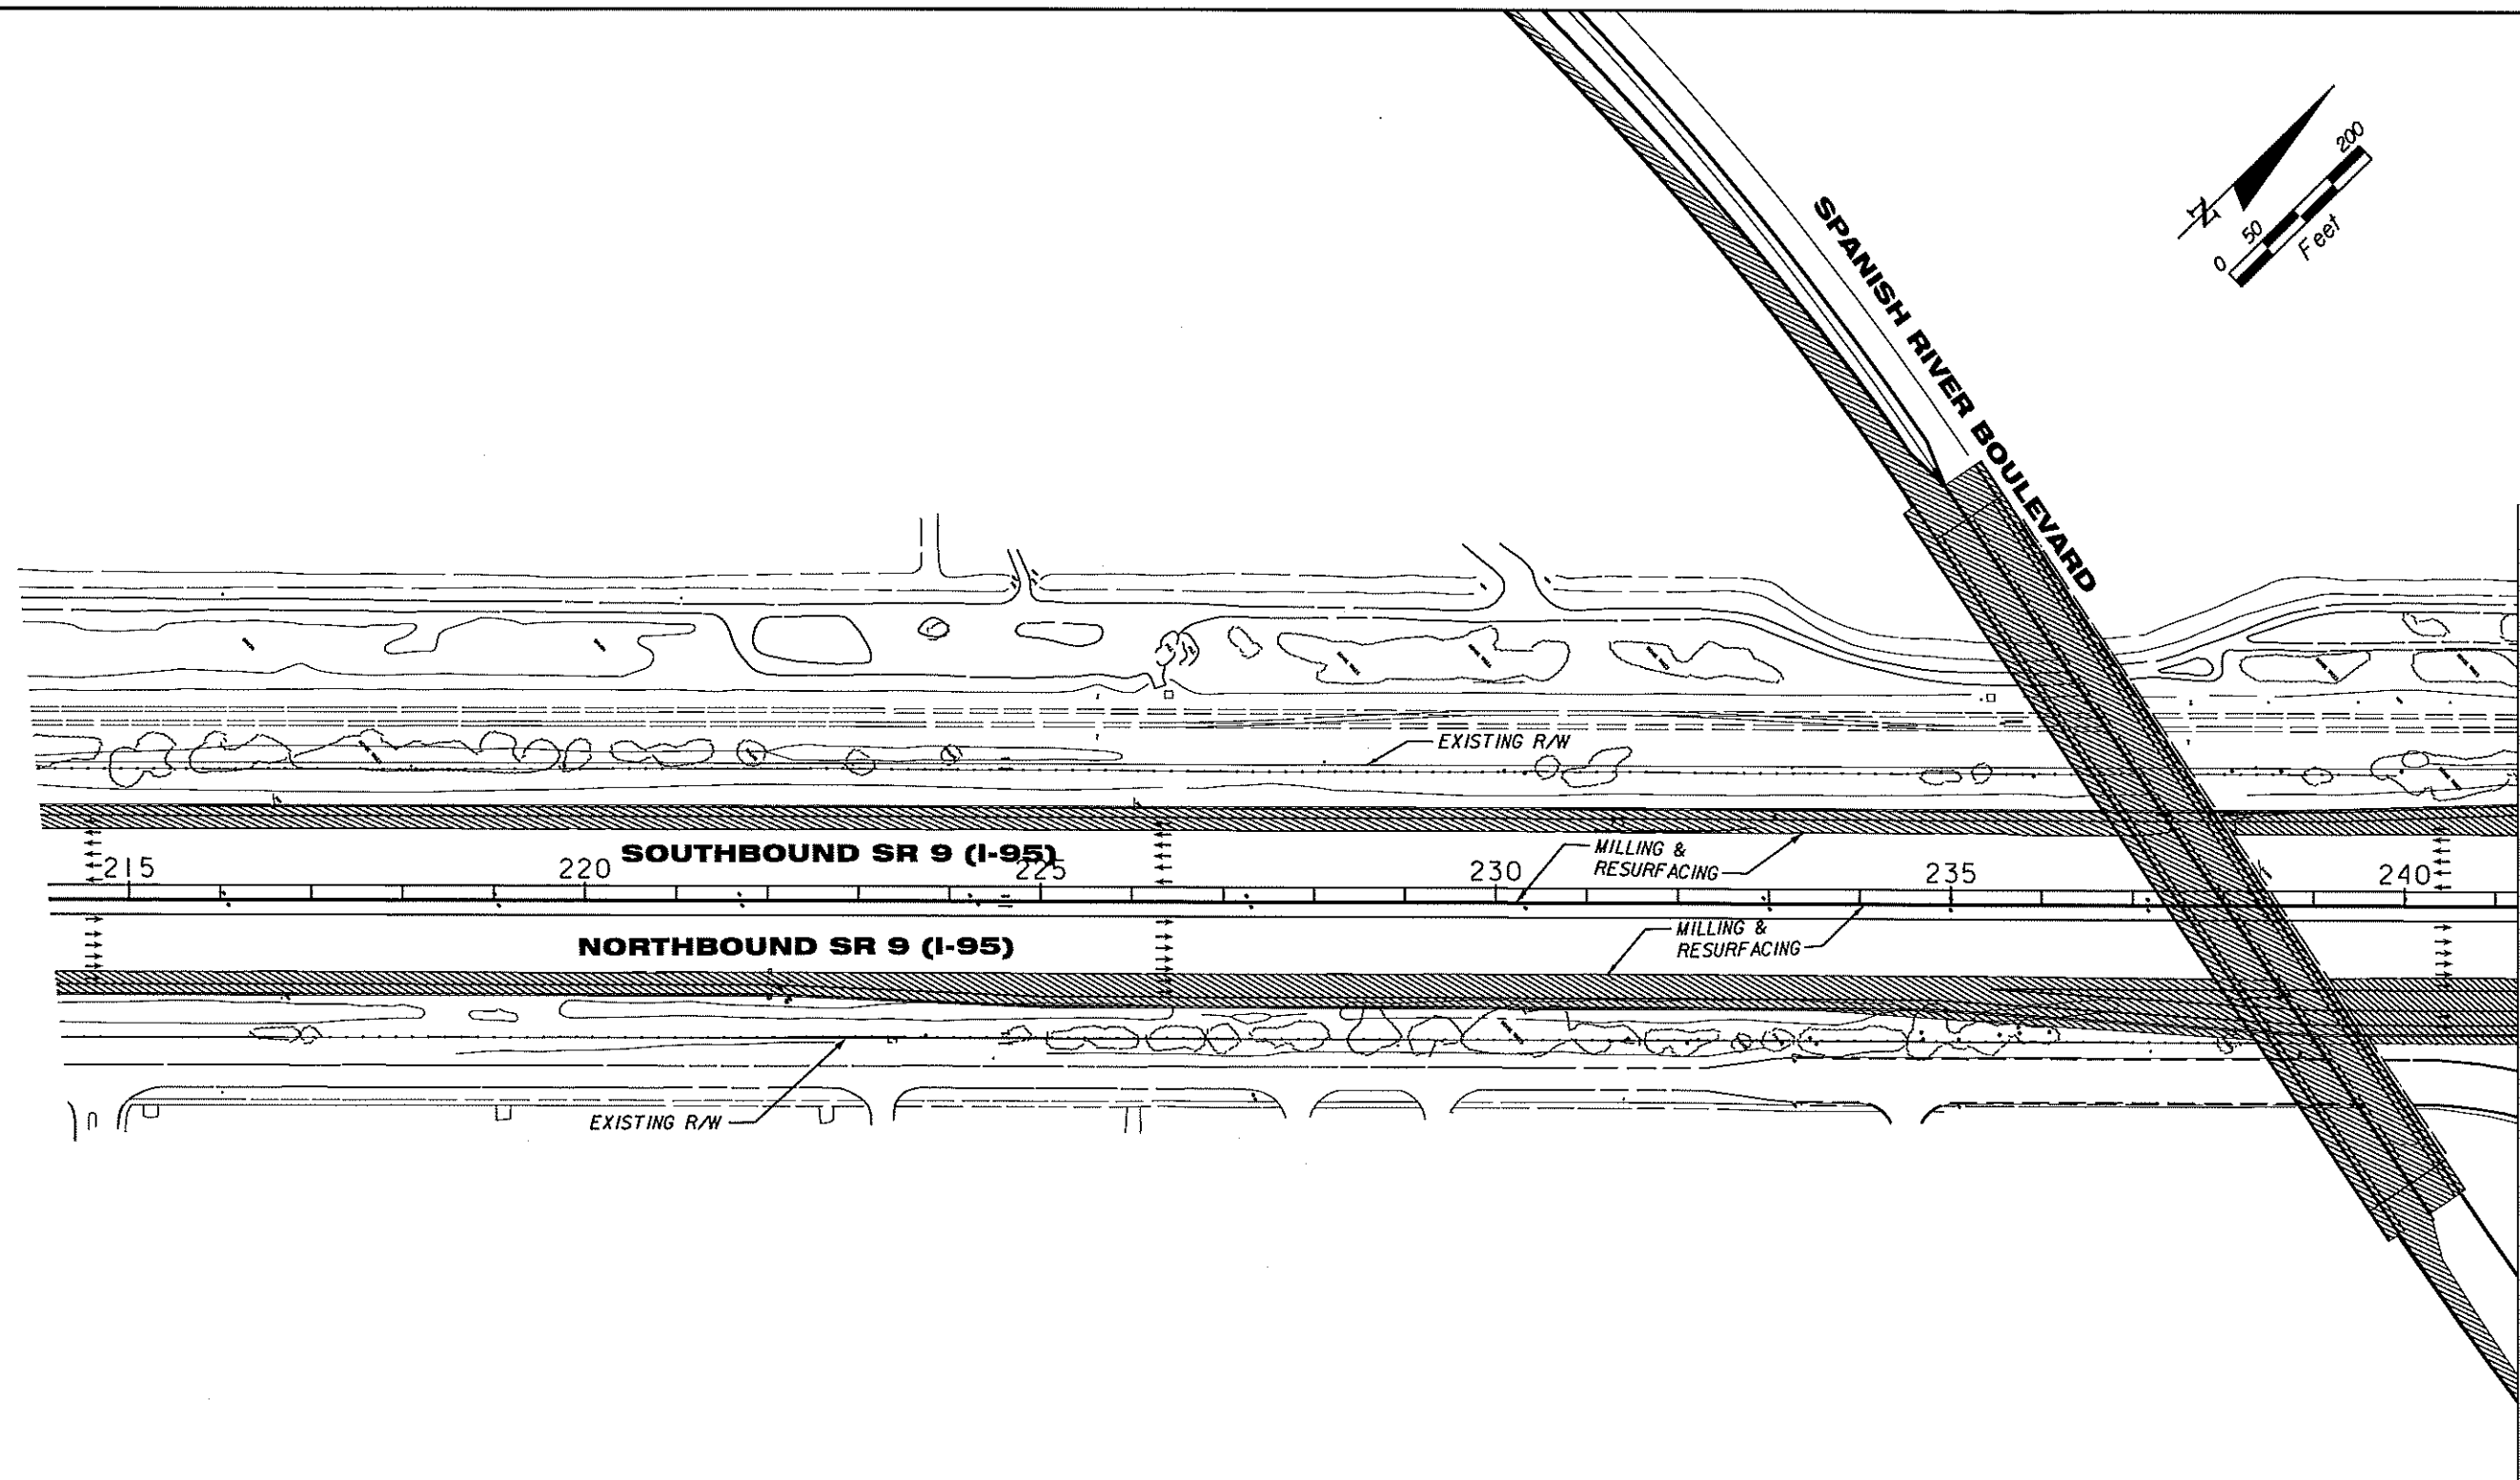 SPANISH RIVER BOULEVARD
N
0 50 200
Feet
EXISTING R/W
SOUTHBOUND SR 9 (I-95)
MILLING &
RESURFACING
215 220 225 230 235 240
NORTHBOUND SR 9 (I-95)
MILLING &
RESURFACING
EXISTING R/W